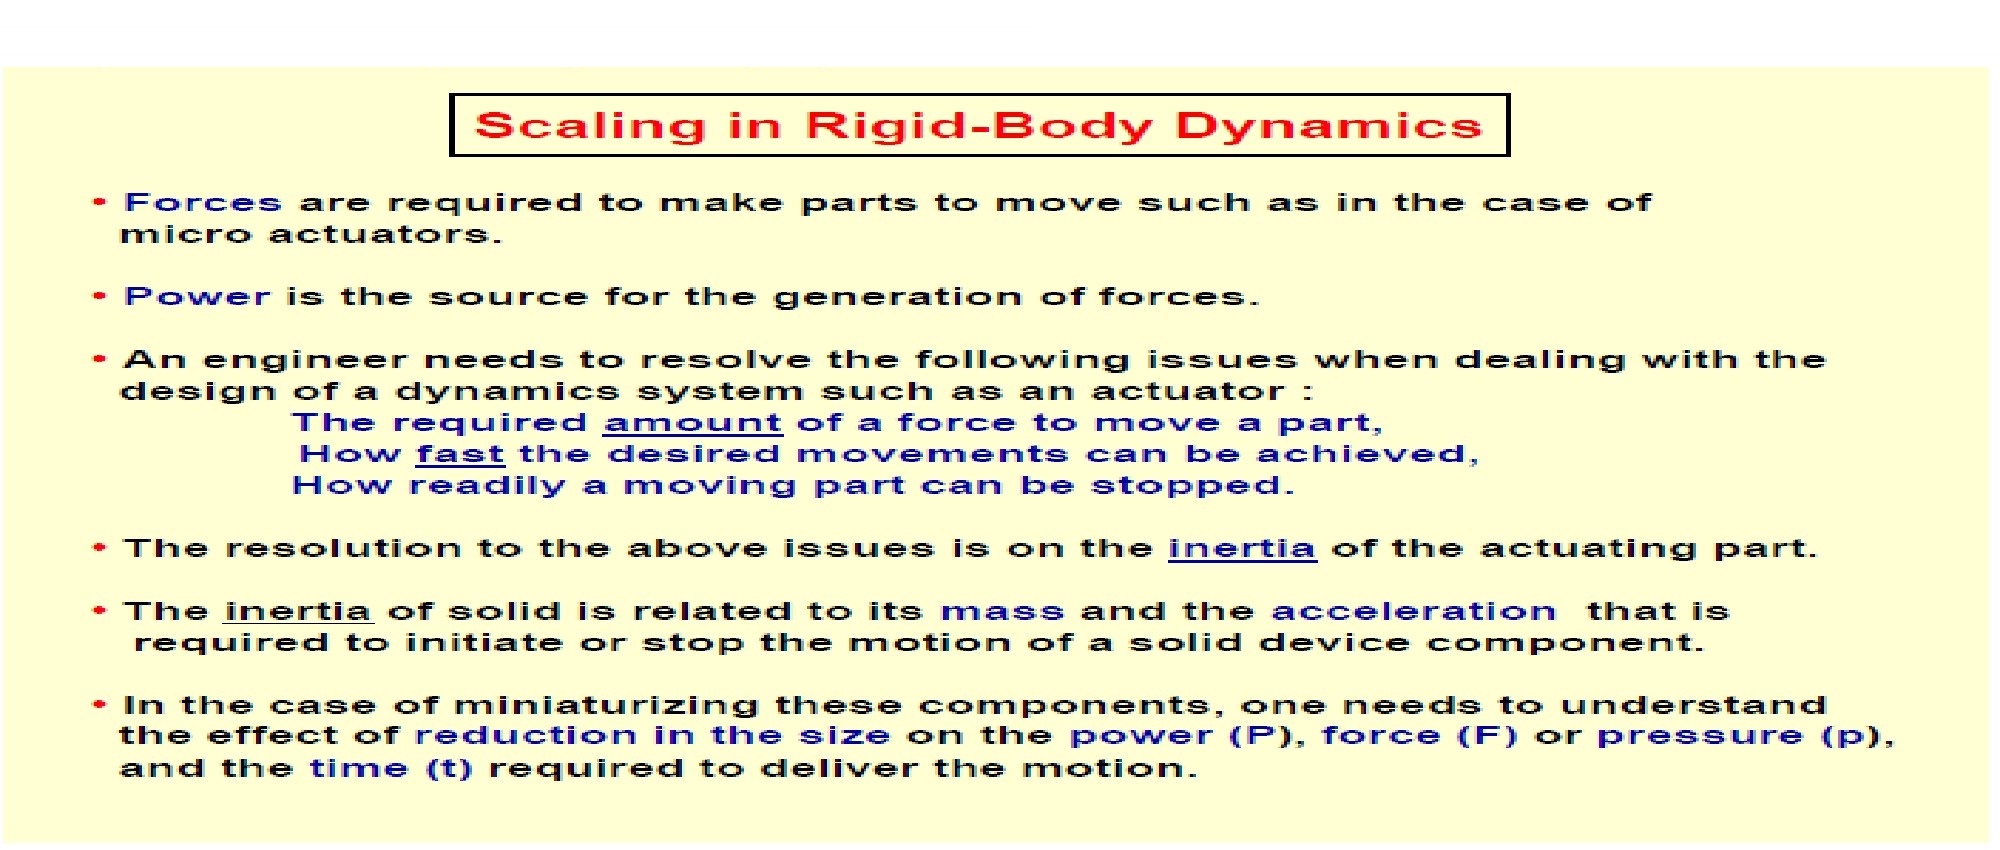 Scaling in Rigid-Body Dynamics
• Forces are required to make parts to move such as in the case of
micro actuators.
• Power is the source for the generation of forces.
• An engineer needs to resolve the following issues when dealing with the
design of a dynamics system such as an actuator :
The required amount of a force to move a part,
How fast the desired movements can be achieved,
How readily a moving part can be stopped.
• The resolution to the above issues is on the inertia of the actuating part.
• The inertia of solid is related to its mass and the acceleration that is
required to initiate or stop the motion of a solid device component.
• In the case of miniaturizing these components, one needs to understand
the effect of reduction in the size on the power (P), force (F) or pressure (p),
and the time (t) required to deliver the motion.